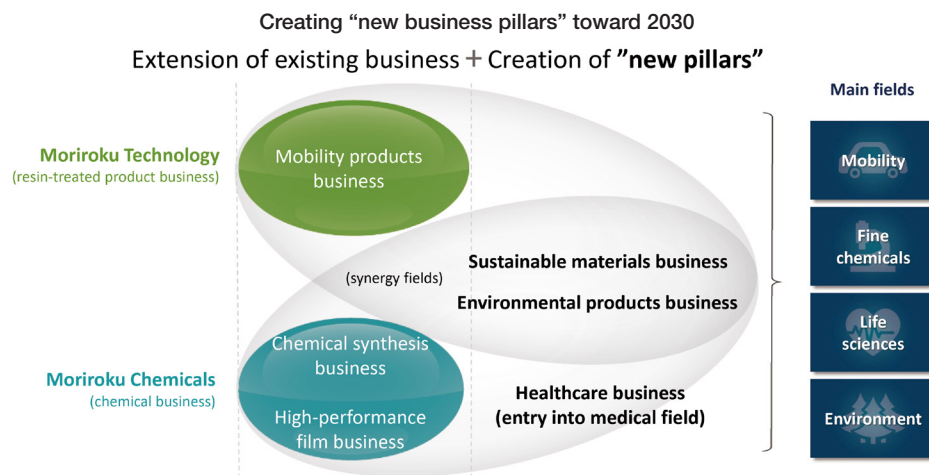 Creating “new business pillars” toward 2030
Extension of existing business + Creation of ”new pillars”
Main fields
Moriroku Technology
(resin-treated product business)
Mobility products
business
Mobility
Fine
chemicals
(synergy fields)
Sustainable materials business
Environmental products business
Life
sciences
Moriroku Chemicals
(chemical business)
Chemical synthesis
business
High-performance
film business
Healthcare business
(entry into medical field)
Environment